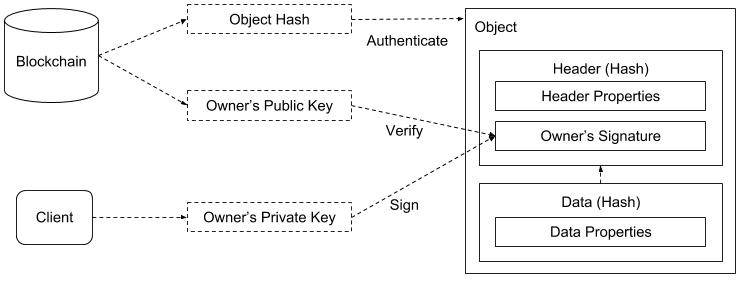 Object Hash
Authenticate
Object
Blockchain
Header (Hash)
Header Properties
Owner's Public Key
Verify
Owner's Signature
Client
Owner's Private Key
Sign
Data (Hash)
Data Properties